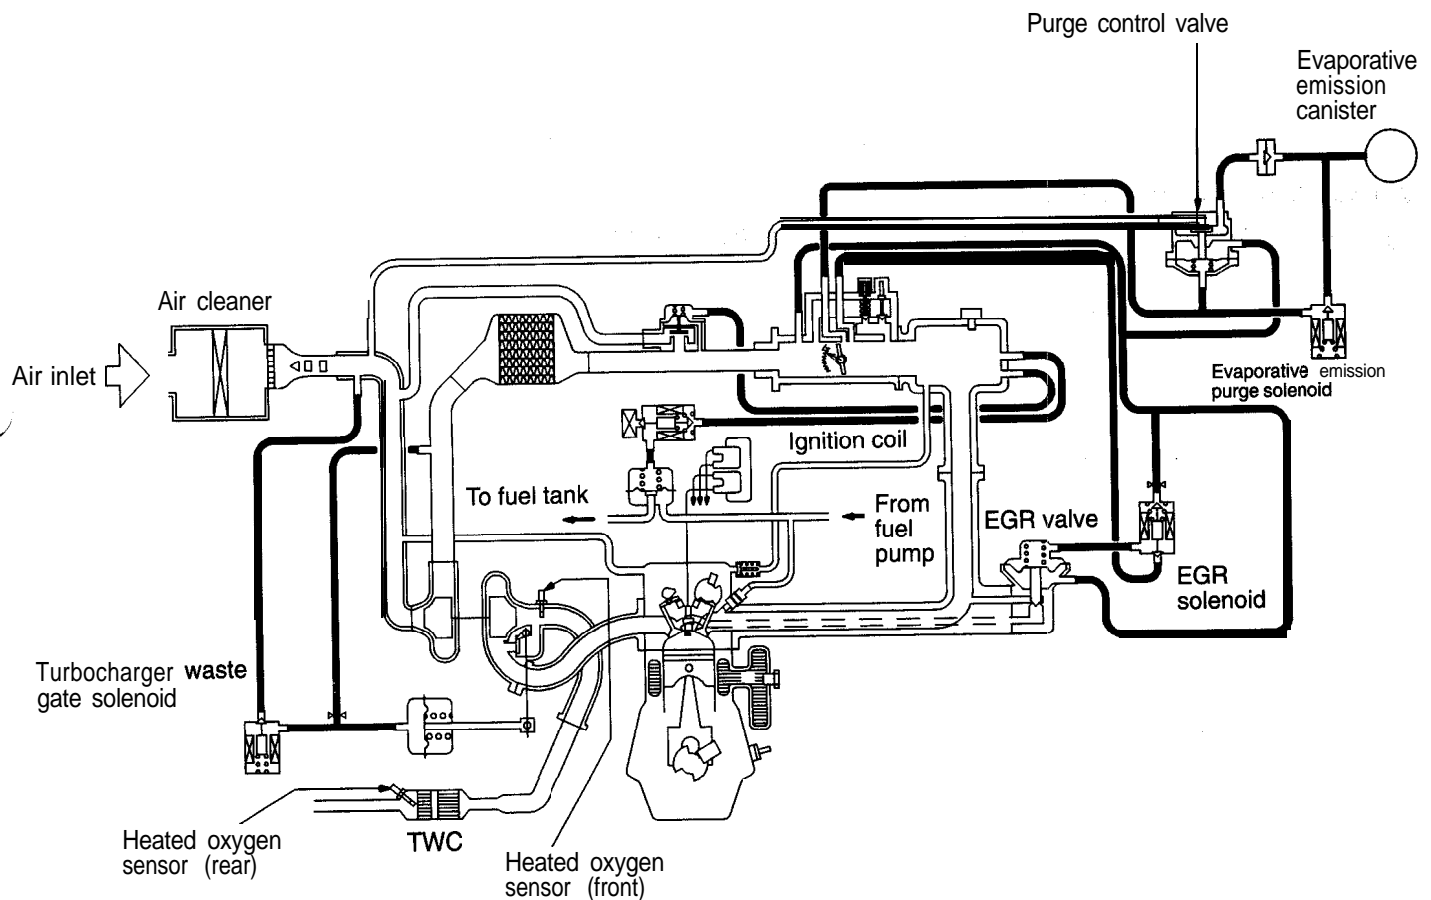 Purge control valve
Evaporative
emission
canister
Air cleaner
Air inlet
Evaporative emission
purge solenoid
Ignition coil
To fuel tank
From
fuel
pump
EGR valve
EGR
solenoid
Turbocharger waste
gate solenoid
TWC
Heated oxygen
sensor (rear)
Heated oxygen
sensor (front)